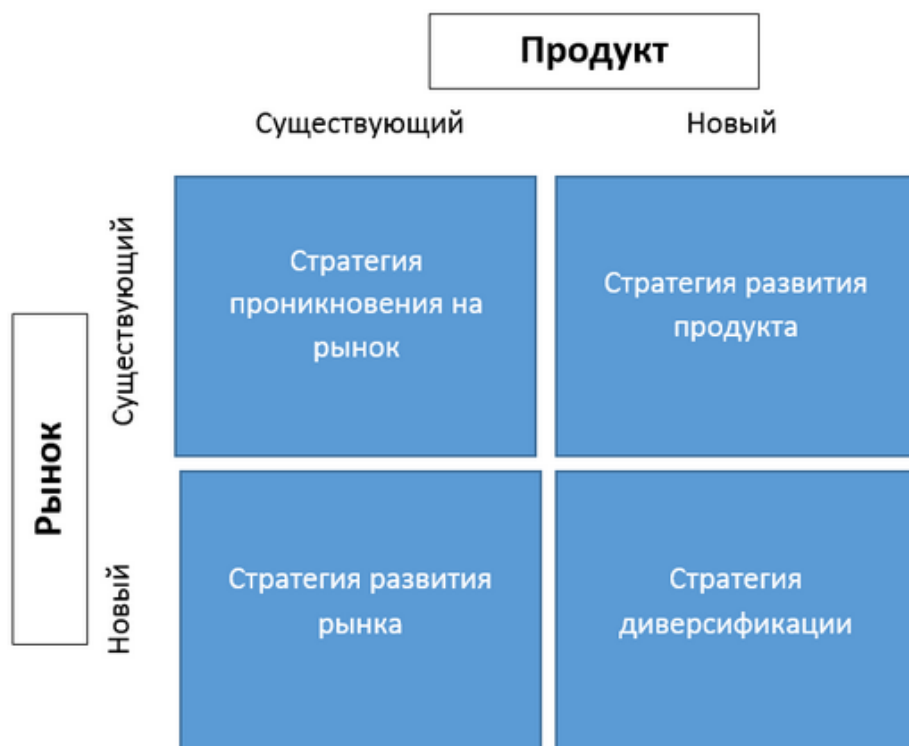 Продукт
Существующий
Новый
Рынок
Существующий
Стратегия
проникновения на
рынок
Стратегия развития
продукта
Новый
Стратегия развития
рынка
Стратегия
диверсификации